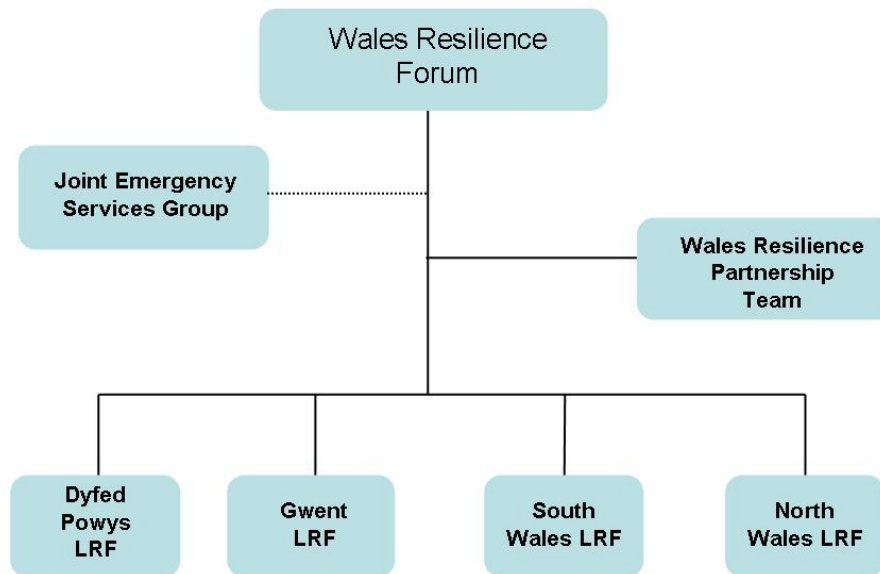 Wales Resilience
Forum
Joint Emergency
Services Group
Wales Resilience
Partnership
Team
Dyfed
Powys
LRF
Gwent
LRF
South
Wales LRF
North
Wales LRF